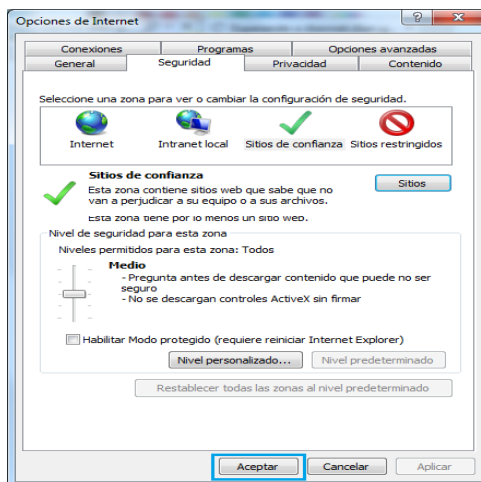 Opciones de Internet
Conexiones Programas Opciones avanzadas
General Seguridad Privacidad Contenido
Seleccione una zona para ver o cambiar la configuración de seguridad.
Internet Intranet local Sitios de confianza Sitios restringidos
Sitios de confianza
Sitios
Esta zona contiene sitios web que sabe que no
van a perjudicar a su equipo o a sus archivos.
Esta zona tiene por lo menos un sitio web.
Nivel de seguridad para esta zona
Niveles permitidos para esta zona: Todos
Medio
- Pregunta antes de descargar contenido que puede no ser
seguro
- No se descargan controles ActiveX sin firmar
Habilitar Modo protegido (requiere reiniciar Internet Explorer)
Nivel personalizado... Nivel predeterminado
Restablecer todas las zonas al nivel predeterminado
Aceptar Cancelar Aplicar